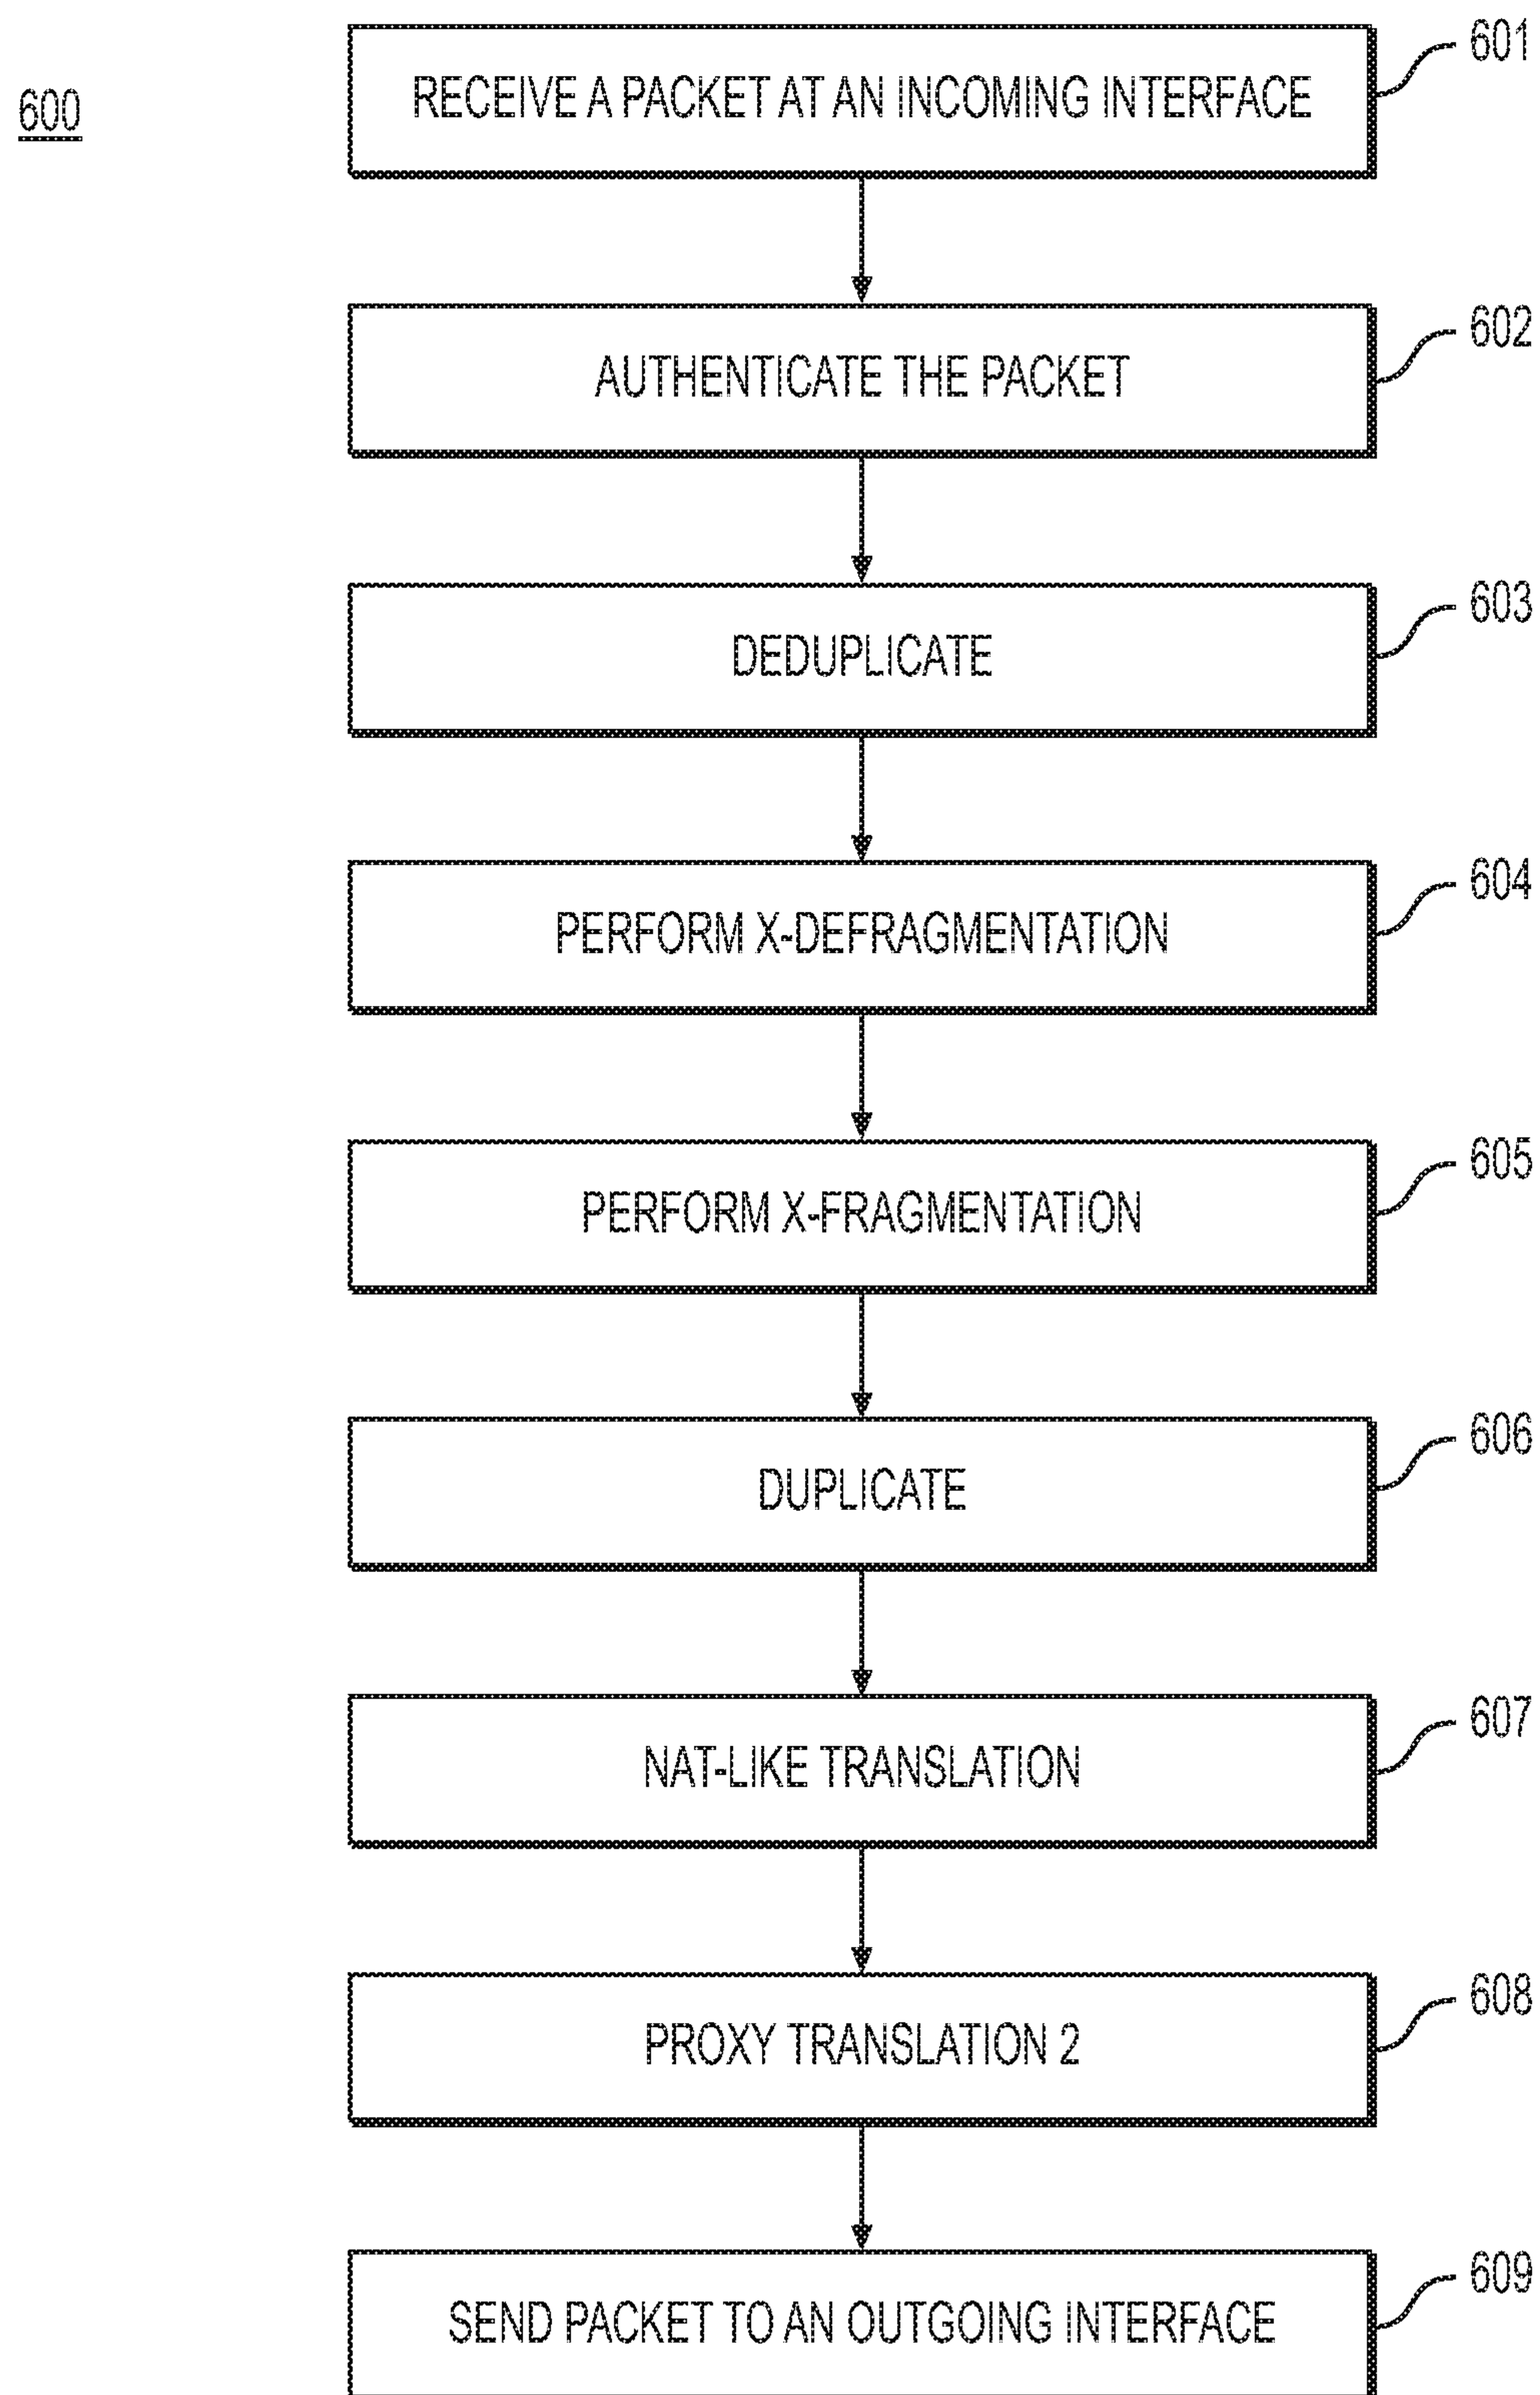 600
RECEIVE A PACKET AT AN INCOMING INTERFACE
601
AUTHENTICATE THE PACKET
602
DEDUPLICATE
603
PERFORM X-DEFRAGMENTATION
604
PERFORM X-FRAGMENTATION
605
DUPLICATE
606
NAT-LIKE TRANSLATION
607
PROXY TRANSLATION 2
608
SEND PACKET TO AN OUTGOING INTERFACE
609